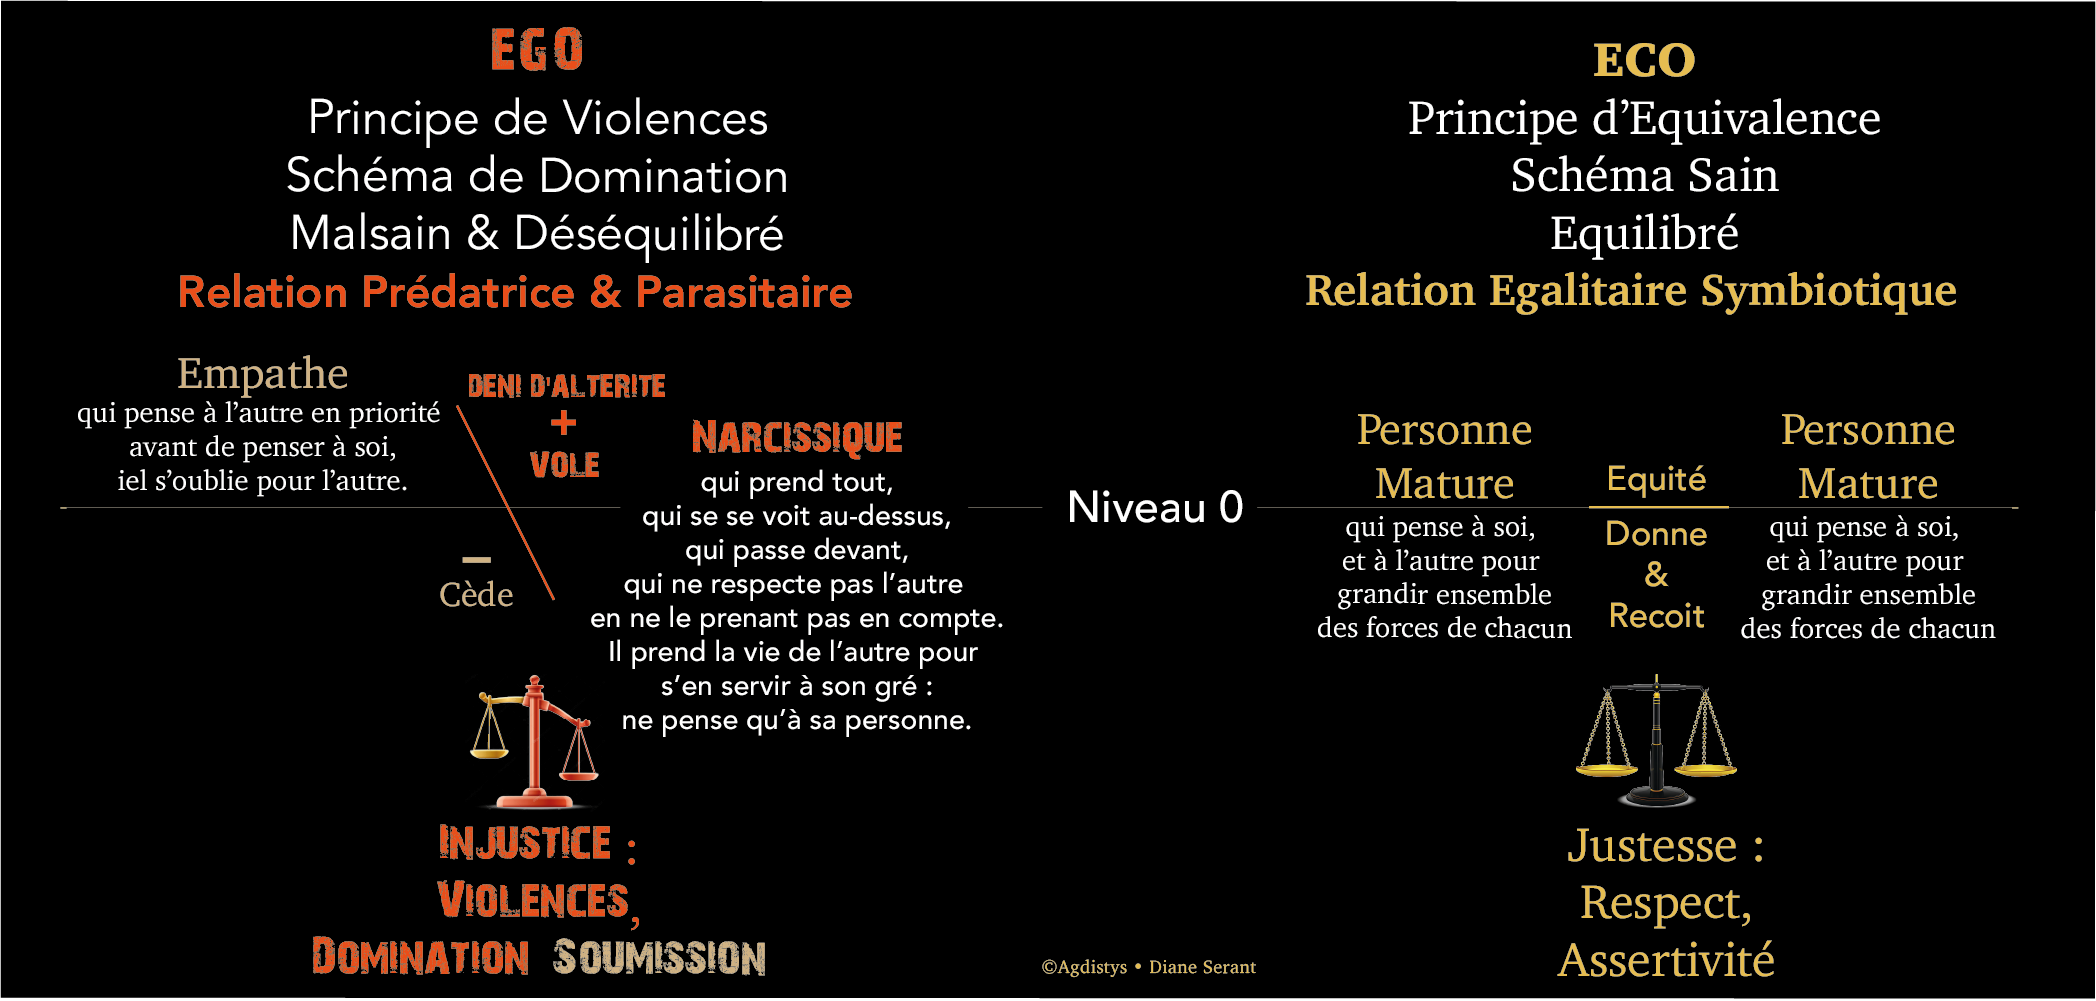 EGO
Principe de Violences
Schéma de Domination
Malsain & Déséquilibré
Relation Prédatrice & Parasitaire
Empathe
qui pense à l'autre en priorité
avant de penser à soi,
iel s'oublie pour l'autre.
DENI D'ALTERITE
+
VOLE
–
Cède
NARCISSIQUE
qui prend tout,
qui se se voit au-dessus,
qui passe devant,
qui ne respecte pas l'autre
en ne le prenant pas en compte.
Il prend la vie de l'autre pour
s'en servir à son gré :
ne pense qu'à sa personne.
INJUSTICE :
VIOLENCES,
DOMINATION SOUMISSION
Niveau 0
ECO
Principe d'Equivalence
Schéma Sain
Equilibré
Relation Egalitaire Symbiotique
Personne
Mature
qui pense à soi,
et à l'autre pour
grandir ensemble
des forces de chacun
Equité
Donne
&
Recoit
Personne
Mature
qui pense à soi,
et à l'autre pour
grandir ensemble
des forces de chacun
Justesse :
Respect,
Assertivité
©Agdistys • Diane Serant